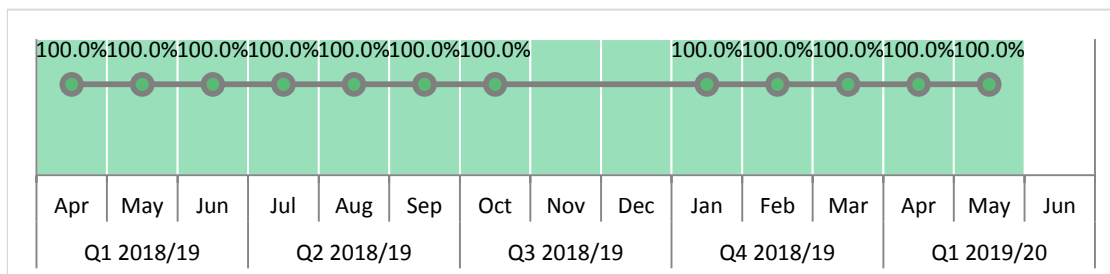 100.0% 100.0% 100.0% 100.0% 100.0% 100.0% 100.0% 100.0% 100.0% 100.0% 100.0% 100.0%
Apr May Jun Jul Aug Sep Oct Nov Dec Jan Feb Mar Apr May Jun
Q1 2018/19 Q2 2018/19 Q3 2018/19 Q4 2018/19 Q1 2019/20